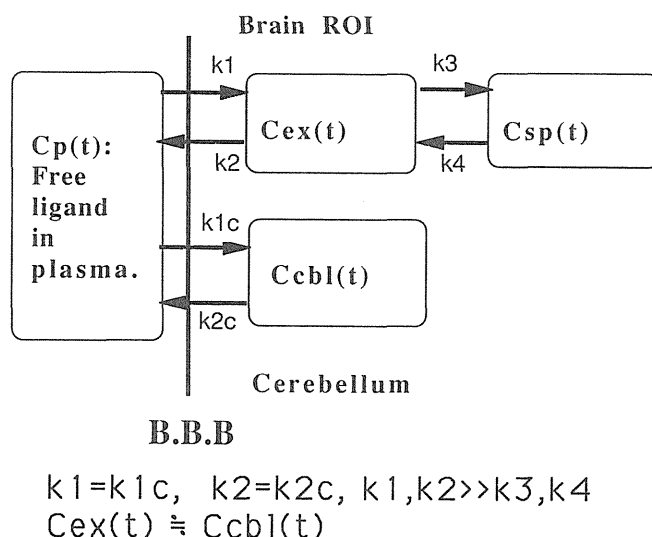 Brain ROI
k1
k3
Cp(t):
Free
ligand
in
plasma.
Cex(t)
Csp(t)
k2
k4
k1c
Ccbl(t)
k2c
Cerebellum
B.B.B
k1=k1c, k2=k2c, k1,k2>>k3,k4
Cex(t) ≒ Ccbl(t)